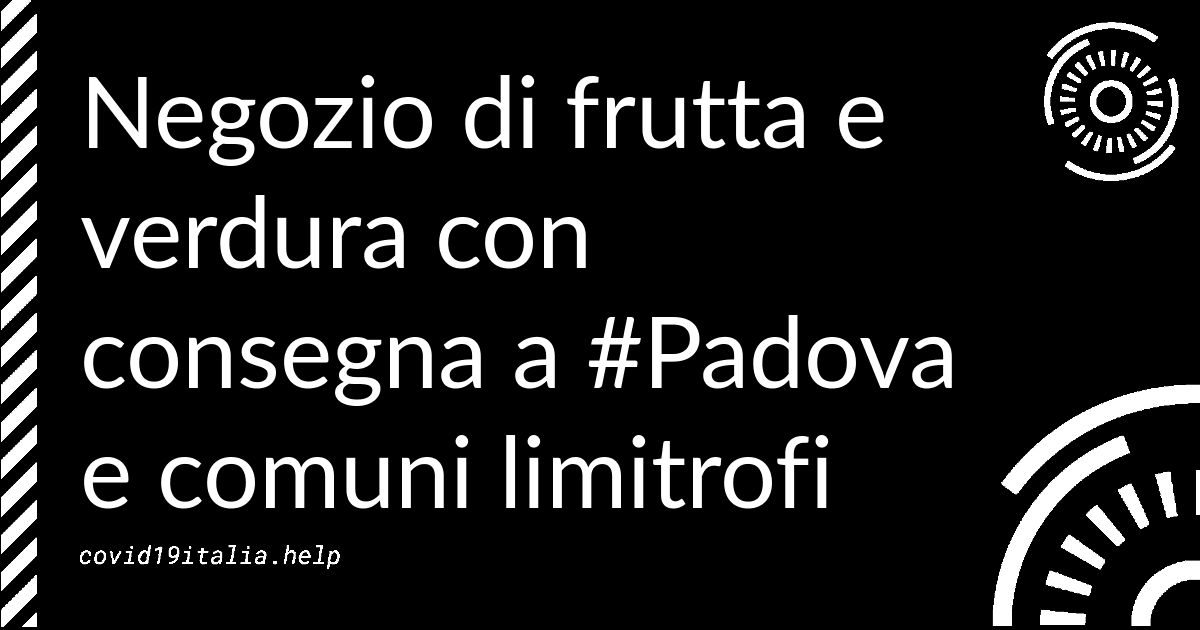 Negozio di frutta e
verdura con
consegna a #Padova
e comuni limitrofi
covid19italia.help